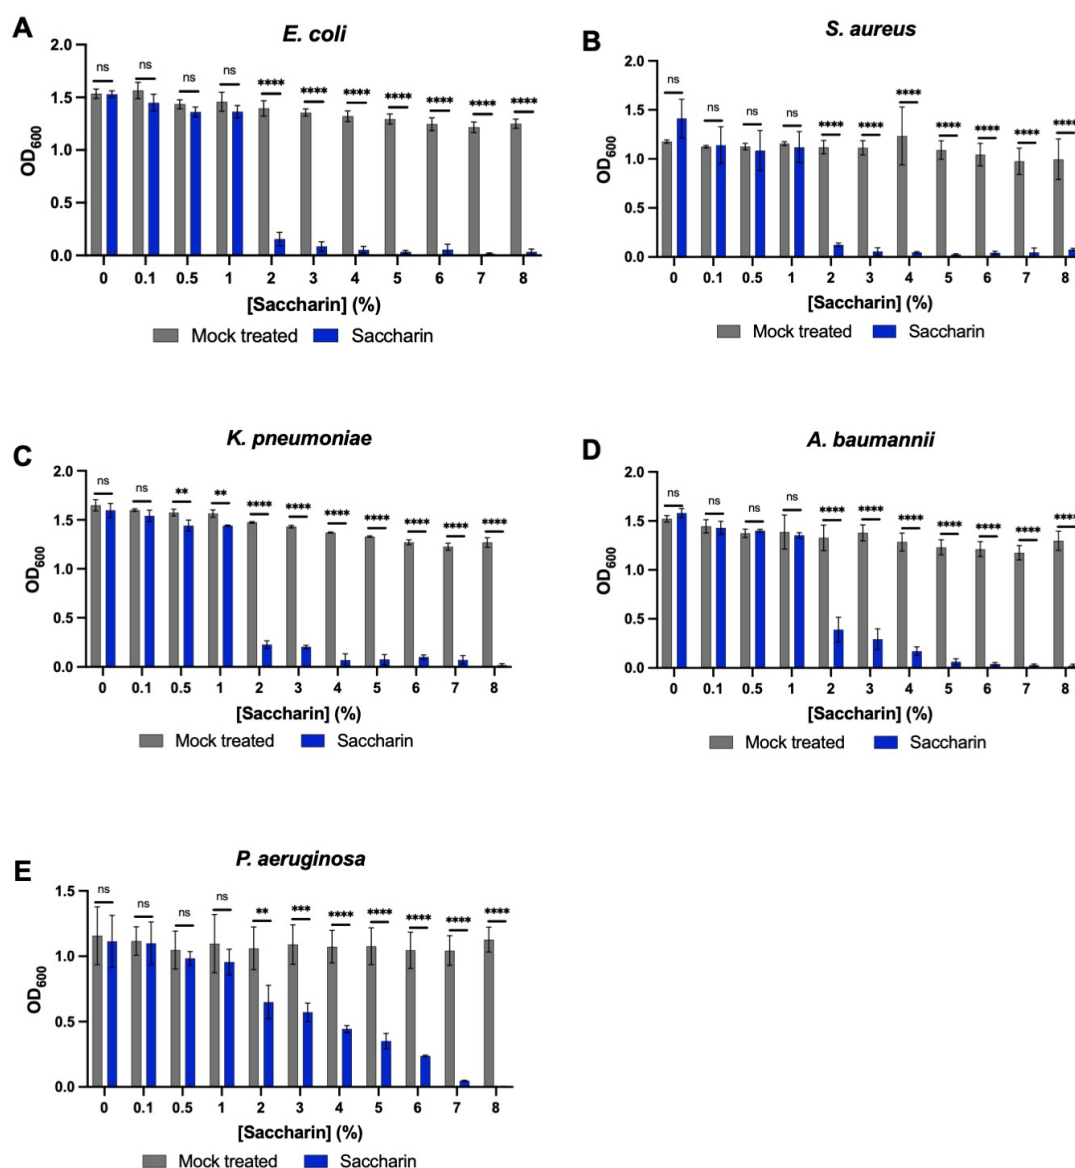 A
E. coli
2.0
1.5
1.0
0.5
0.0
OD600
ns ns ns ns **** **** **** **** **** **** ****
0 0.1 0.5 1 2 3 4 5 6 7 8
[Saccharin] (%)
Mock treated Saccharin
B
S. aureus
2.0
1.5
1.0
0.5
0.0
OD600
ns ns ns ns **** **** **** **** **** **** ****
0 0.1 0.5 1 2 3 4 5 6 7 8
[Saccharin] (%)
Mock treated Saccharin
C
K. pneumoniae
2.0
1.5
1.0
0.5
0.0
OD600
ns ns ** ** **** **** **** **** **** **** ****
0 0.1 0.5 1 2 3 4 5 6 7 8
[Saccharin] (%)
Mock treated Saccharin
D
A. baumannii
2.0
1.5
1.0
0.5
0.0
OD600
ns ns ns ns **** **** **** **** **** **** ****
0 0.1 0.5 1 2 3 4 5 6 7 8
[Saccharin] (%)
Mock treated Saccharin
E
P. aeruginosa
1.5
1.0
0.5
0.0
OD600
ns ns ns ns ** *** **** **** **** **** ****
0 0.1 0.5 1 2 3 4 5 6 7 8
[Saccharin] (%)
Mock treated Saccharin